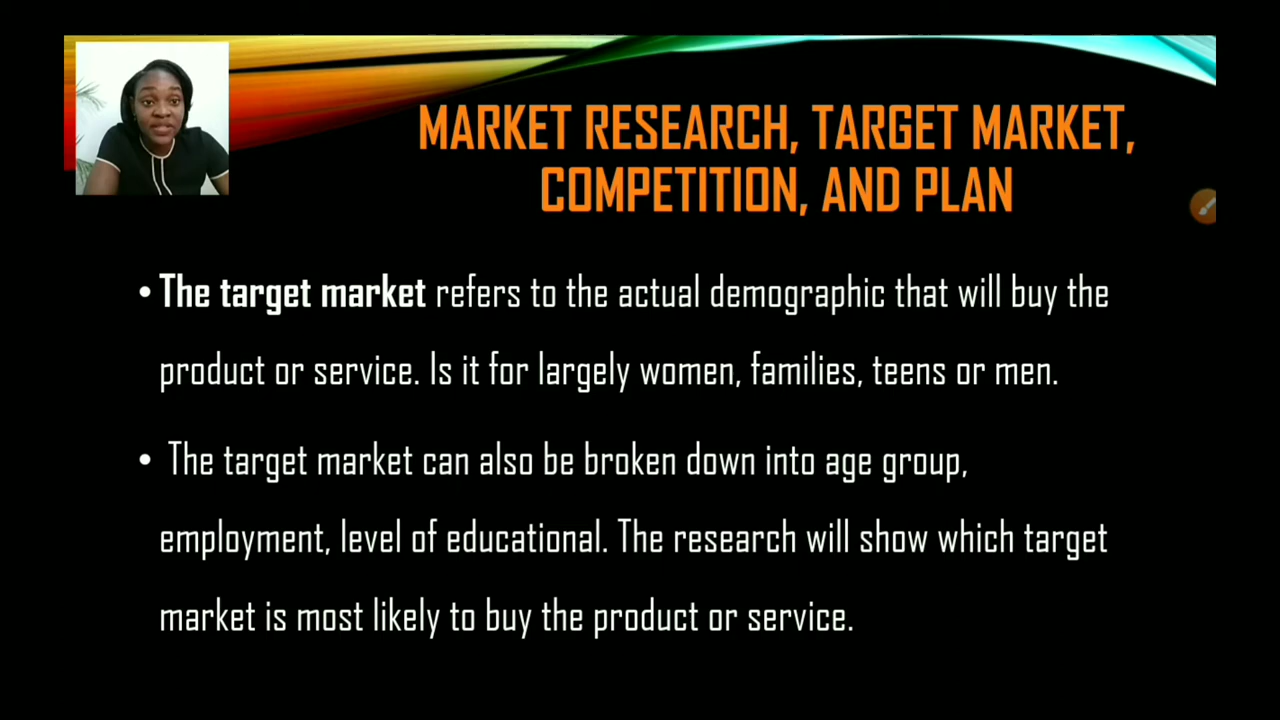 MARKET RESEARCH, TARGET MARKET,
COMPETITION, AND PLAN
• The target market refers to the actual demographic that will buy the
product or service. Is it for largely women, families, teens or men.
• The target market can also be broken down into age group,
employment, level of educational. The research will show which target
market is most likely to buy the product or service.